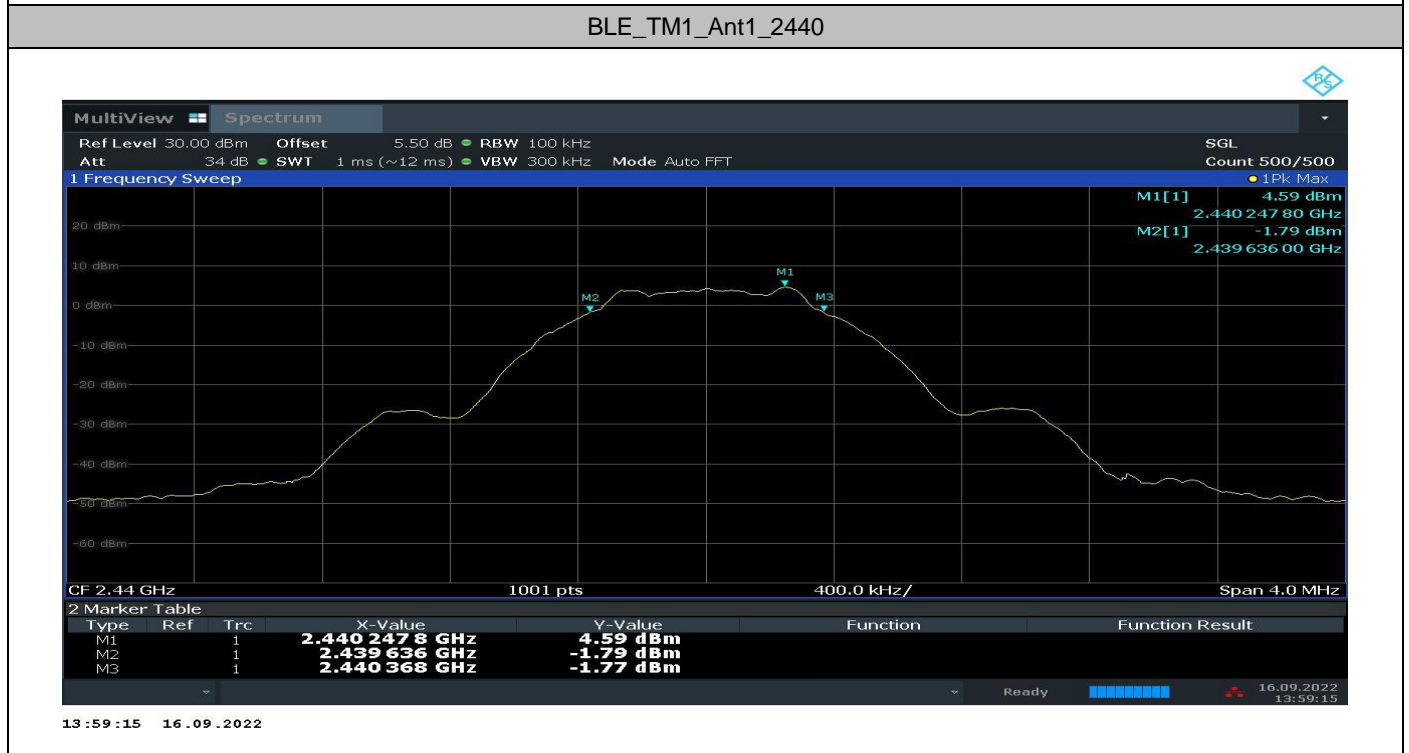 BLE_TM1_Ant1_2440
R S
MultiView Spectrum
Ref Level 30.00 dBm Offset 5.50 dB RBW 100 kHz SGL
Att 34 dB SWT 1 ms (~12 ms) VBW 300 kHz Mode Auto FFT Count 500/500
1 Frequency Sweep 1Pk Max
M1[1] 4.59 dBm
2.440 247 80 GHz
20 dBm
M2[1] -1.79 dBm
2.439 636 00 GHz
10 dBm
M1
M2
M3
0 dBm
-10 dBm
-20 dBm
-30 dBm
-40 dBm
-50 dBm
-60 dBm
CF 2.44 GHz 1001 pts 400.0 kHz/ Span 4.0 MHz
2 Marker Table
Type Ref Trc X-Value Y-Value Function Function Result
M1 1 2.440 247 8 GHz 4.59 dBm
M2 1 2.439 636 GHz -1.79 dBm
M3 1 2.440 368 GHz -1.77 dBm
Ready 16.09.2022
13:59:15
13:59:15 16.09.2022